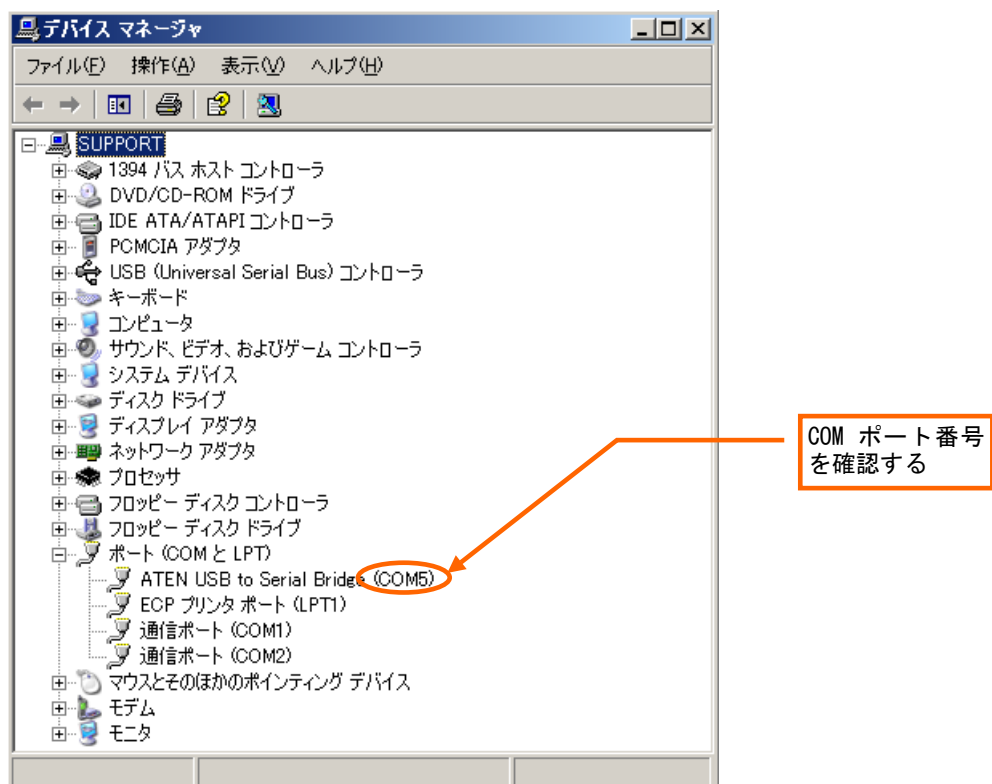 デバイス マネージャ
ファイル(F) 操作(A) 表示(V) ヘルプ(H)
SUPPORT
1394 バス ホスト コントローラ
DVD/CD-ROM ドライブ
IDE ATA/ATAPI コントローラ
PCMCIA アダプタ
USB (Universal Serial Bus) コントローラ
キーボード
コンピュータ
サウンド、ビデオ、およびゲーム コントローラ
システム デバイス
ディスク ドライブ
ディスプレイ アダプタ
ネットワーク アダプタ
プロセッサ
フロッピー ディスク コントローラ
フロッピー ディスク ドライブ
ポート (COM と LPT)
ATEN USB to Serial Bridge (COM5)
ECP プリンタ ポート (LPT1)
通信ポート (COM1)
通信ポート (COM2)
マウスとそのほかのポインティング デバイス
モデム
モニタ
COM ポート番号
を確認する